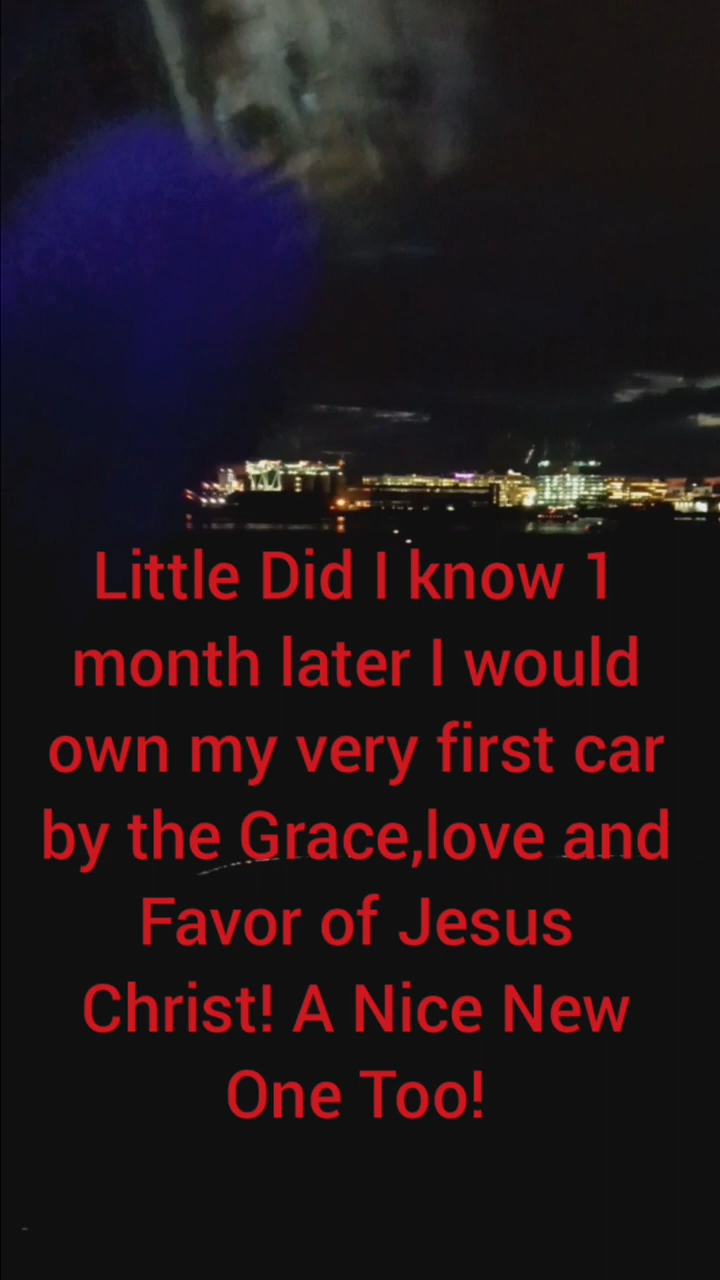 Little Did I know 1
month later I would
own my very first car
by the Grace,love and
Favor of Jesus
Christ! A Nice New
One Too!